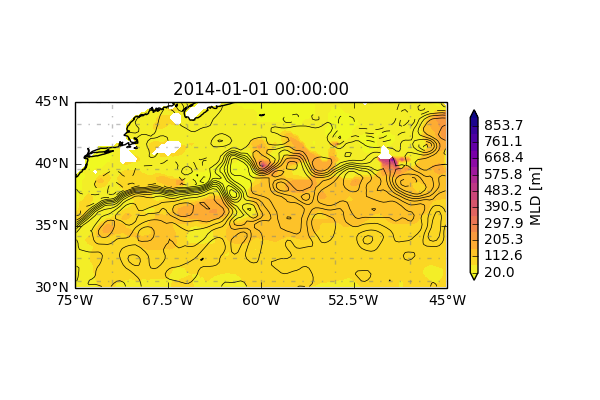 2014-01-01 00:00:00
45°N
40°N
35°N
30°N
75°W
67.5°W
60°W
52.5°W
45°W
853.7
761.1
668.4
575.8
483.2
390.5
297.9
205.3
112.6
20.0
MLD [m]